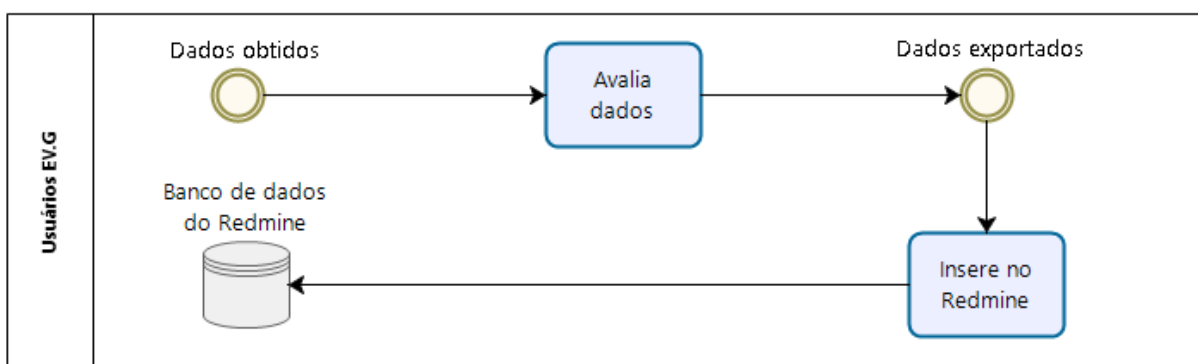 Usuários EV.G
Dados obtidos
Avalia
dados
Dados exportados
Banco de dados
do Redmine
Insere no
Redmine